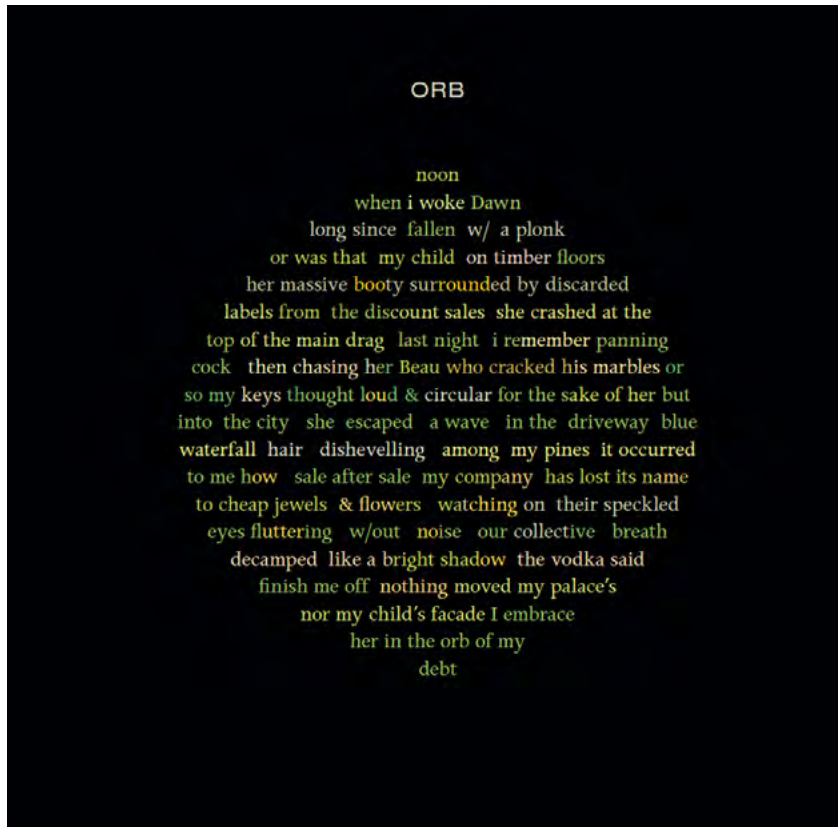 ORB
noon
when i woke Dawn
long since fallen w/ a plonk
or was that my child on timber floors
her massive booty surrounded by discarded
labels from the discount sales she crashed at the
top of the main drag last night i remember panning
cock then chasing her Beau who cracked his marbles or
so my keys thought loud & circular for the sake of her but
into the city she escaped a wave in the driveway blue
waterfall hair dishevelling among my pines it occurred
to me how sale after sale my company has lost its name
to cheap jewels & flowers watching on their speckled
eyes fluttering w/out noise our collective breath
decamped like a bright shadow the vodka said
finish me off nothing moved my palace's
nor my child's facade I embrace
her in the orb of my
debt